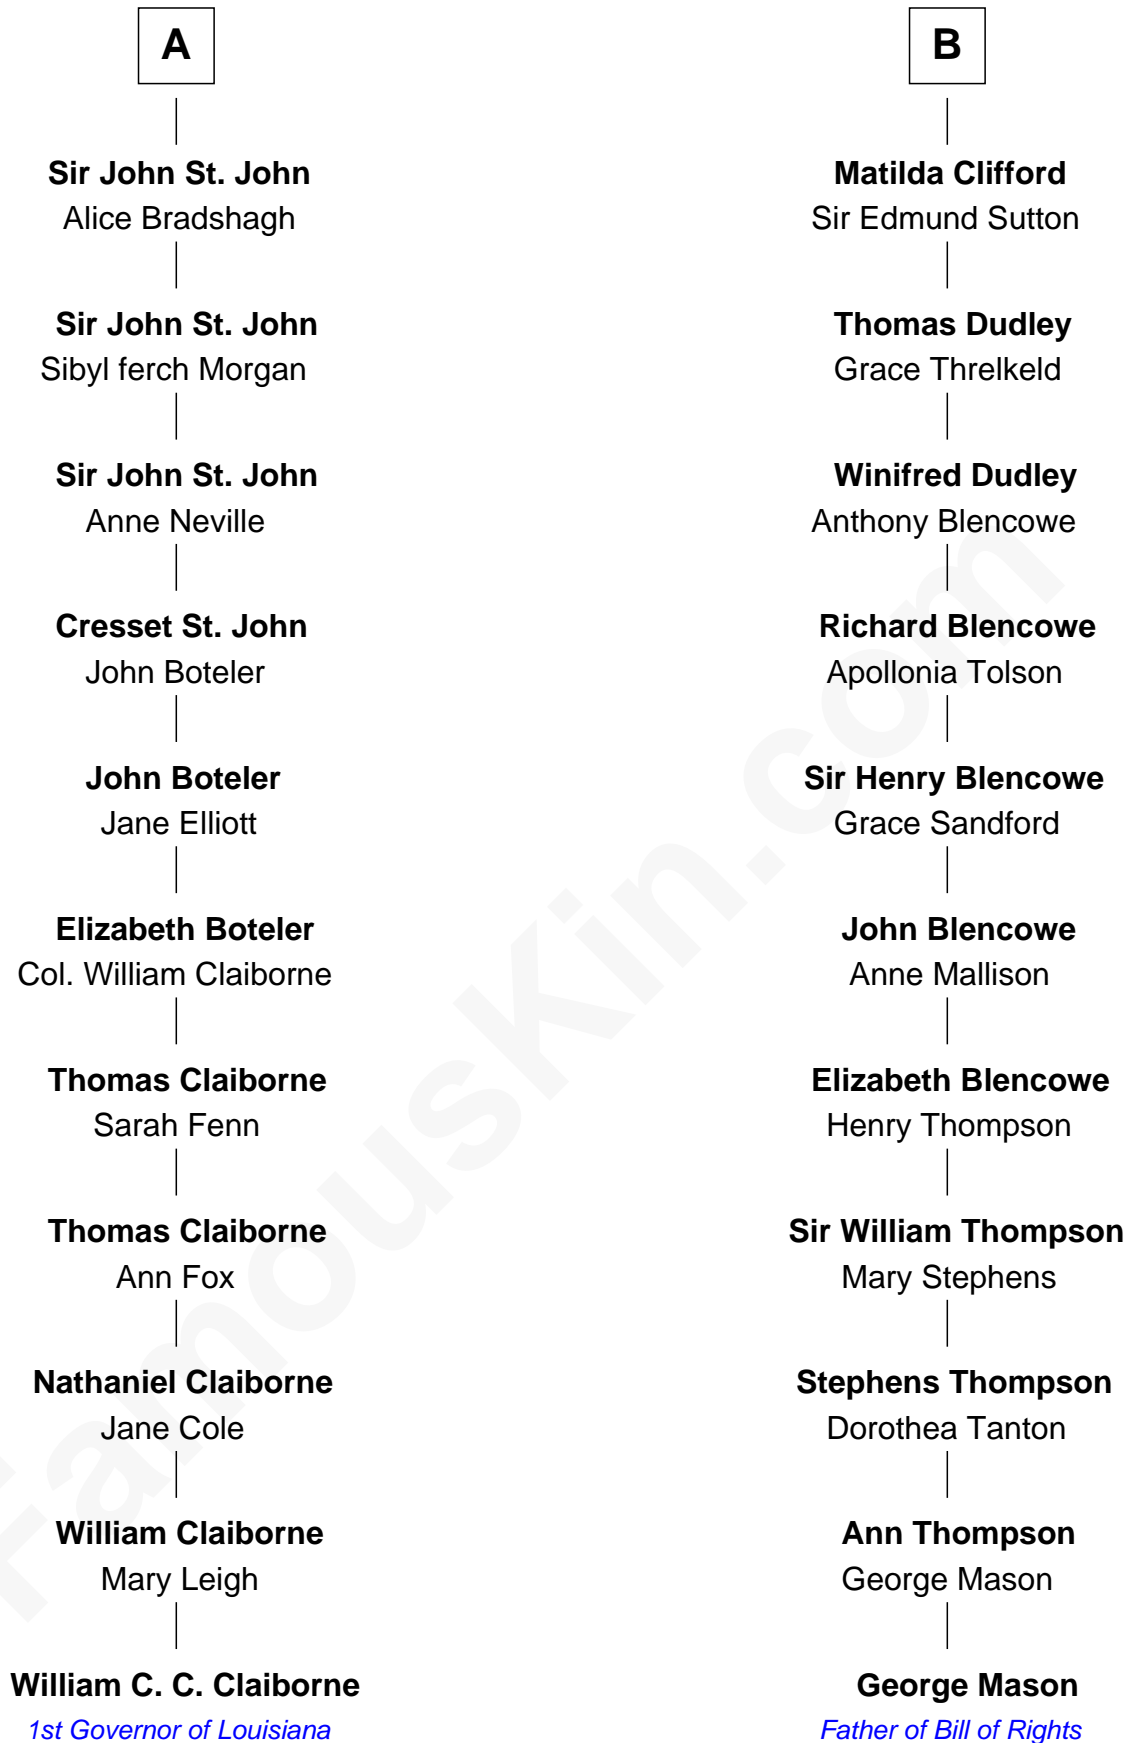 A
Sir John St. John
Alice Bradshagh
Sir John St. John
Sibyl ferch Morgan
Sir John St. John
Anne Neville
Cresset St. John
John Boteler
John Boteler
Jane Elliott
Elizabeth Boteler
Col. William Claiborne
Thomas Claiborne
Sarah Fenn
Thomas Claiborne
Ann Fox
Nathaniel Claiborne
Jane Cole
William Claiborne
Mary Leigh
William C. C. Claiborne
1st Governor of Louisiana
B
Matilda Clifford
Sir Edmund Sutton
Thomas Dudley
Grace Threlkeld
Winifred Dudley
Anthony Blencowe
Richard Blencowe
Apollonia Tolson
Sir Henry Blencowe
Grace Sandford
John Blencowe
Anne Mallison
Elizabeth Blencowe
Henry Thompson
Sir William Thompson
Mary Stephens
Stephens Thompson
Dorothea Tanton
Ann Thompson
George Mason
George Mason
Father of Bill of Rights
FamousKin.com